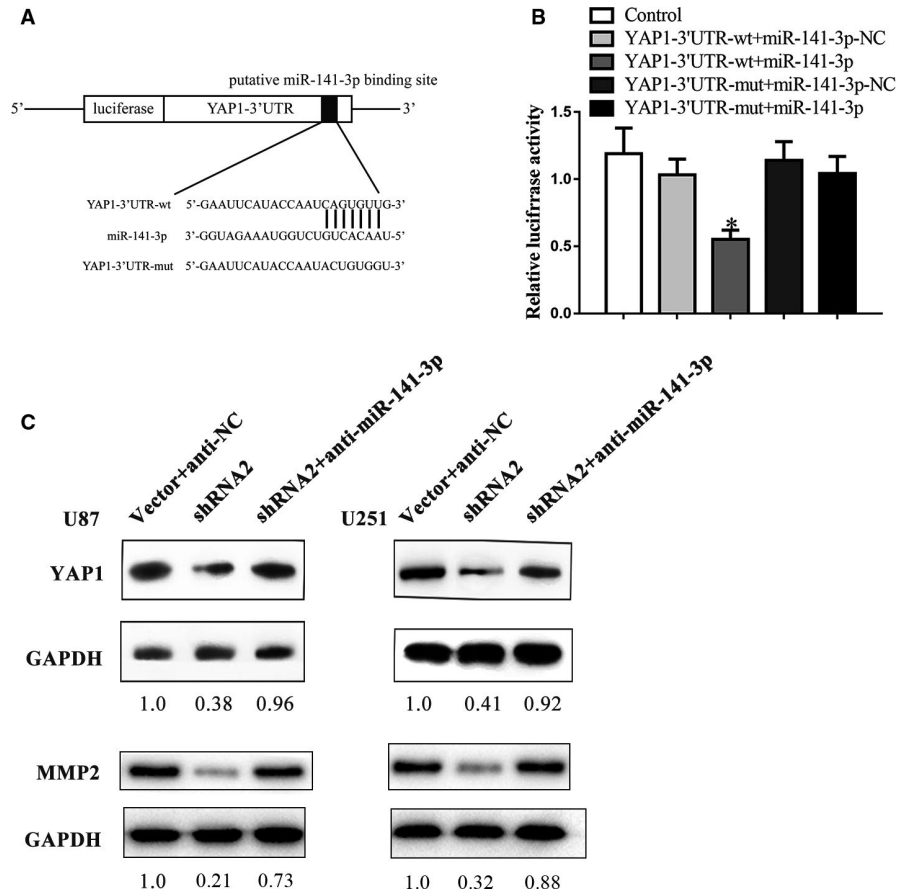 A
putative miR-141-3p binding site
5’ luciferase YAP1-3’UTR 3’
YAP1-3’UTR-wt 5’-GAAUUCAUACCAAUCAGUGUUG-3’
miR-141-3p 3’-GGUAGAAAUGGUCUGUCACAAU-5’
YAP1-3’UTR-mut 5’-GAAUUCAUACCAAUACUGUGGU-3’
B
Control
YAP1-3'UTR-wt+miR-141-3p-NC
YAP1-3'UTR-wt+miR-141-3p
YAP1-3'UTR-mut+miR-141-3p-NC
YAP1-3'UTR-mut+miR-141-3p
Relative lucifrrase activity
1.5
1.0
0.5
0.0
*
C
U87
Vector+anti-NC
shRNA2
shRNA2+anti-miR-141-3p
U251
Vector+anti-NC
shRNA2
shRNA2+anti-miR-141-3p
YAP1
GAPDH
1.0 0.38 0.96 1.0 0.41 0.92
MMP2
GAPDH
1.0 0.21 0.73 1.0 0.32 0.88